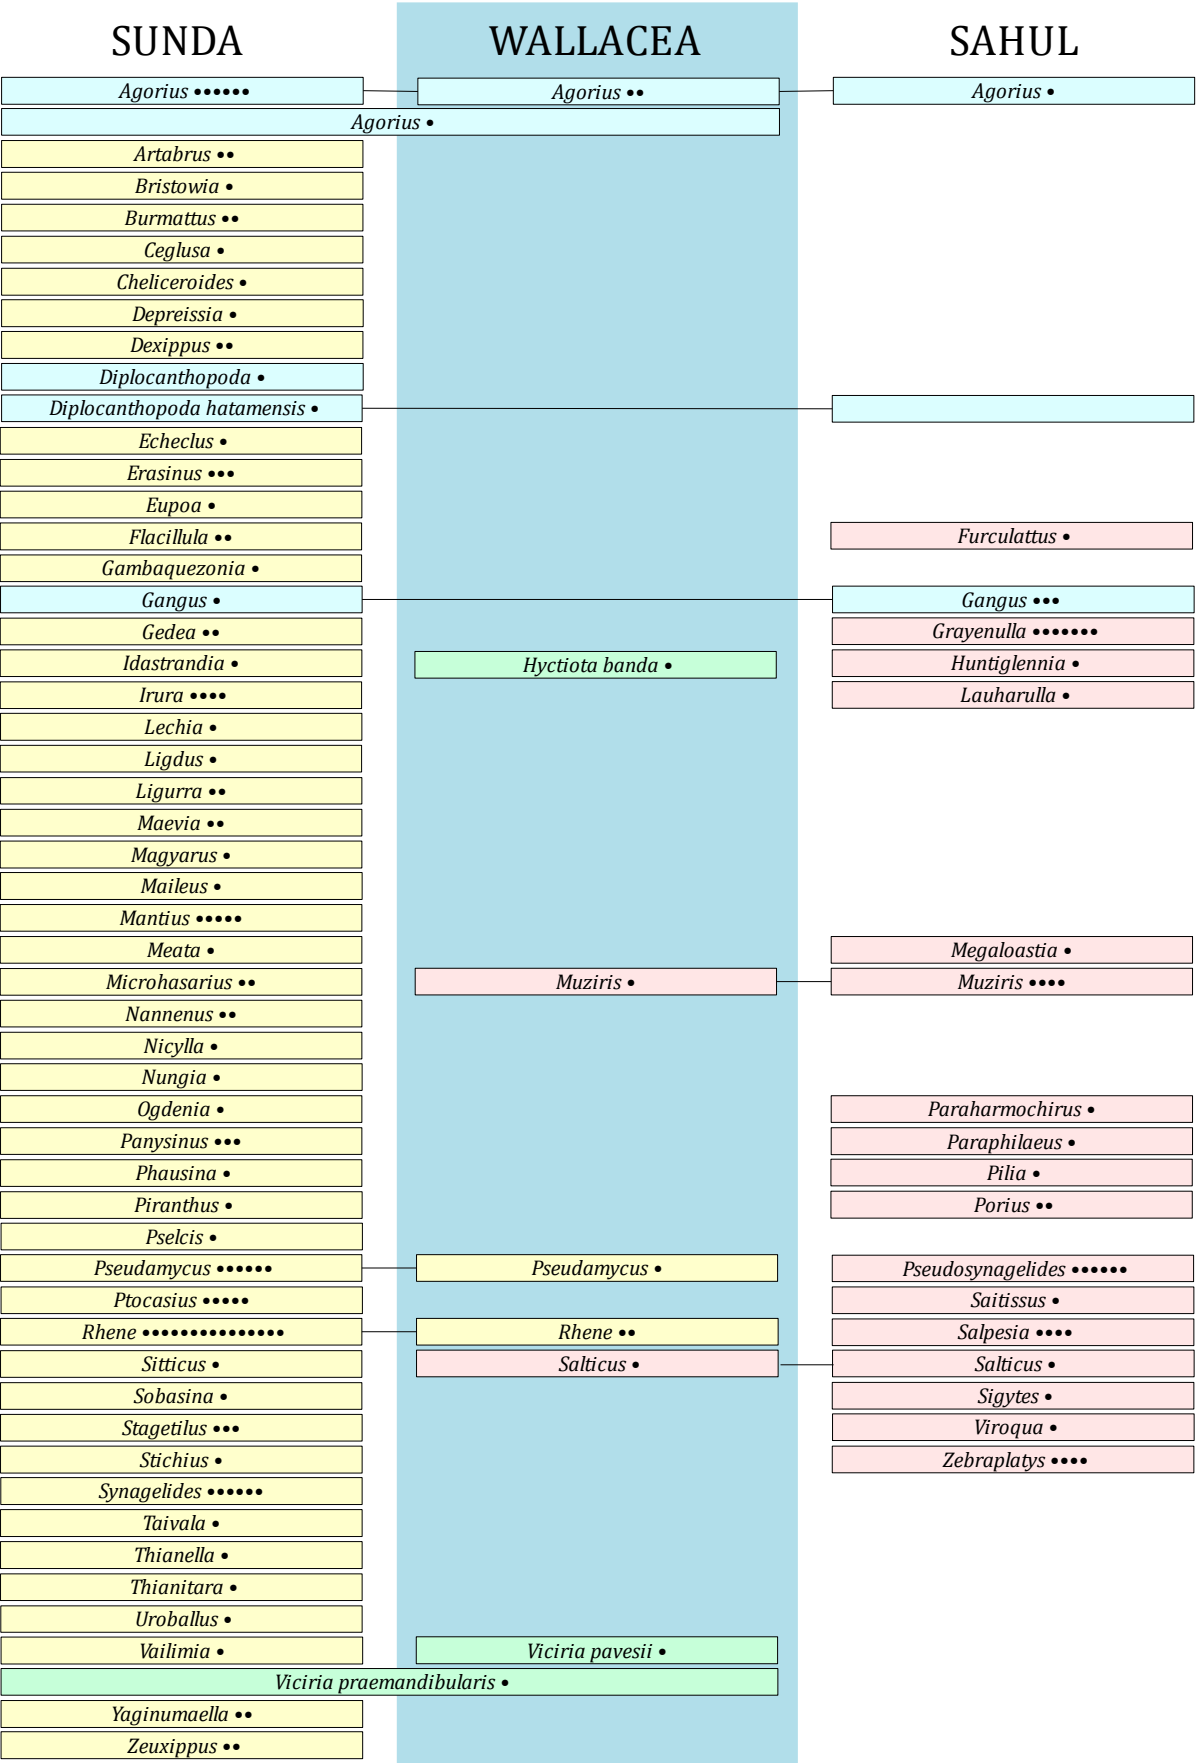 SUNDA WALLACEA SAHUL
Agorius •••••• Agorius •• Agorius •
Agorius •
Artabrus ••
Bristowia •
Burmattus ••
Ceglusa •
Cheliceroides •
Depreissia •
Dexippus ••
Diplocanthopoda •
Diplocanthopoda hatamensis •
Echeclus •
Erasinus •••
Eupoa •
Flacillula •• Furculattus •
Gambaquezonia •
Gangus • Gangus •••
Gedea •• Grayenulla •••••••
Idastrandia • Hyctiota banda • Huntiglennia •
Irura •••• Lauharulla •
Lechia •
Ligdus •
Ligurra ••
Maevia ••
Magyarus •
Maileus •
Mantius •••••
Meata • Megaloastia •
Microhasarius •• Muziris • Muziris ••••
Nannenus ••
Nicylla •
Nungia •
Ogdenia • Paraharmochirus •
Panysinus ••• Paraphilaeus •
Phausina • Pilia •
Piranthus • Porius ••
Pselcis •
Pseudamycus •••••• Pseudamycus • Pseudosynagelides ••••••
Ptocasius ••••• Saitissus •
Rhene ••••••••••••••• Rhene •• Salpesia ••••
Sitticus • Salticus • Salticus •
Sobasina • Sigytes •
Stagetilus ••• Viroqua •
Stichius • Zebraplatys ••••
Synagelides ••••••
Taivala •
Thianella •
Thianitara •
Uroballus •
Vailimia • Viciria pavesii •
Viciria praemandibularis •
Yaginumaella ••
Zeuxippus ••